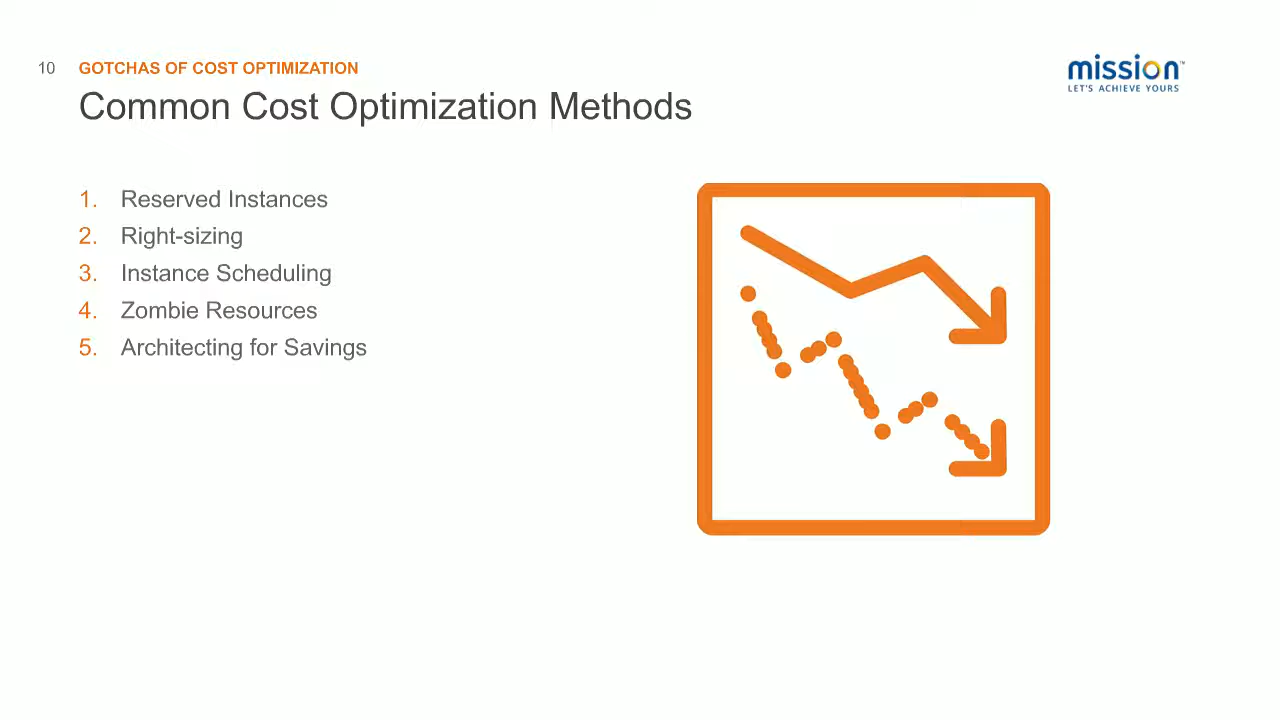 10 GOTCHAS OF COST OPTIMIZATION
Common Cost Optimization Methods
mission™
LET'S ACHIEVE YOURS
1. Reserved Instances
2. Right-sizing
3. Instance Scheduling
4. Zombie Resources
5. Architecting for Savings